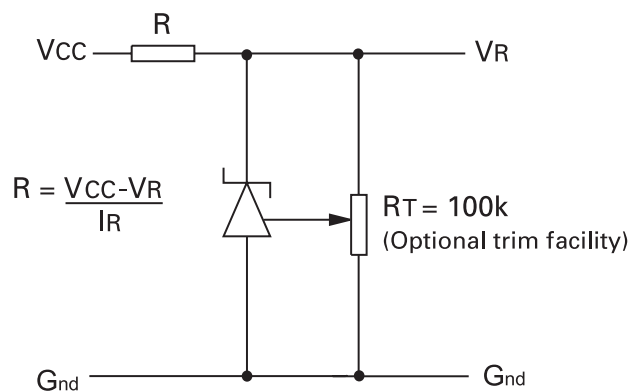 R
VCC
VR
R = VCC-VR
IR
RT = 100k
(Optional trim facility)
Gnd
Gnd